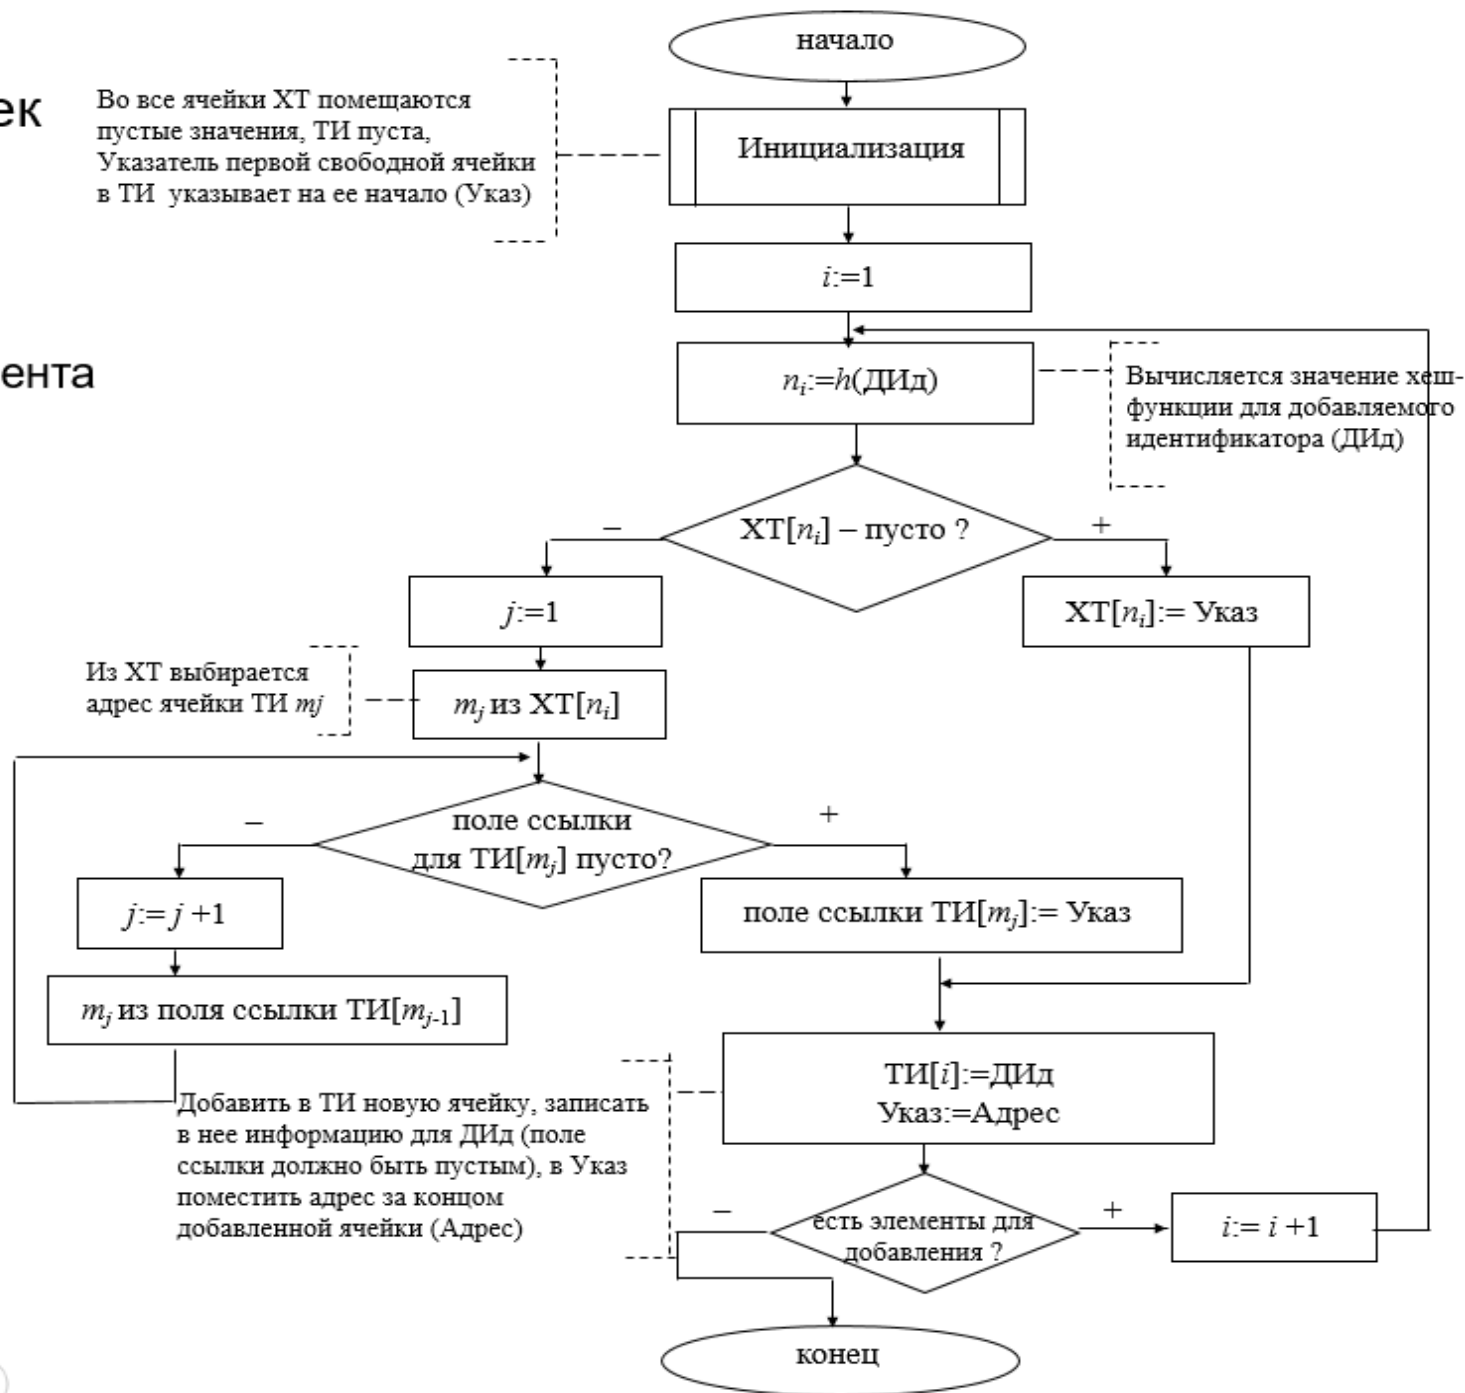 начало
ек
Во все ячейки ХТ помещаются
пустые значения, ТИ пуста,
Указатель первой свободной ячейки
в ТИ указывает на ее начало (Указ)
Инициализация
i:=1
ента
nᵢ:=h(ДИд)
Вычисляется значение хеш-
функции для добавляемого
идентификатора (ДИд)
–
ХТ[nᵢ] – пусто ?
+
j:=1
ХТ[nᵢ]:= Указ
Из ХТ выбирается
адрес ячейки ТИ mj
mⱼ из ХТ[nᵢ]
–
поле ссылки
для ТИ[mⱼ] пусто?
+
j:= j +1
поле ссылки ТИ[mⱼ]:= Указ
mⱼ из поля ссылки ТИ[mⱼ₋₁]
ТИ[i]:=ДИд
Указ:=Адрес
Добавить в ТИ новую ячейку, записать
в нее информацию для ДИд (поле
ссылки должно быть пустым), в Указ
поместить адрес за концом
добавленной ячейки (Адрес)
–
есть элементы для
добавления ?
+
i:= i +1
конец